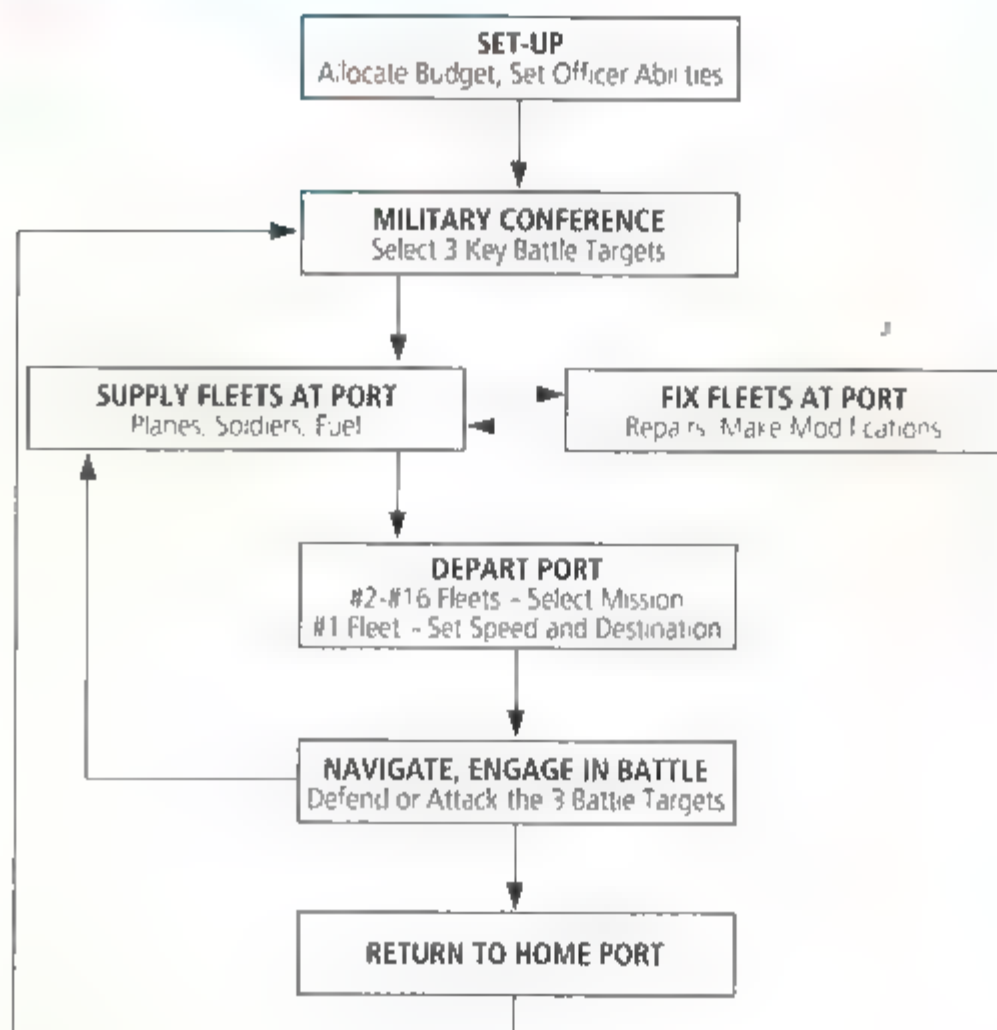 SET-UP
Allocate Budget, Set Officer Abilities
MILITARY CONFERENCE
Select 3 Key Battle Targets
SUPPLY FLEETS AT PORT
Planes, Soldiers, Fuel
FIX FLEETS AT PORT
Repairs, Make Modifications
DEPART PORT
#2-#16 Fleets - Select Mission
#1 Fleet - Set Speed and Destination
NAVIGATE, ENGAGE IN BATTLE
Defend or Attack the 3 Battle Targets
RETURN TO HOME PORT